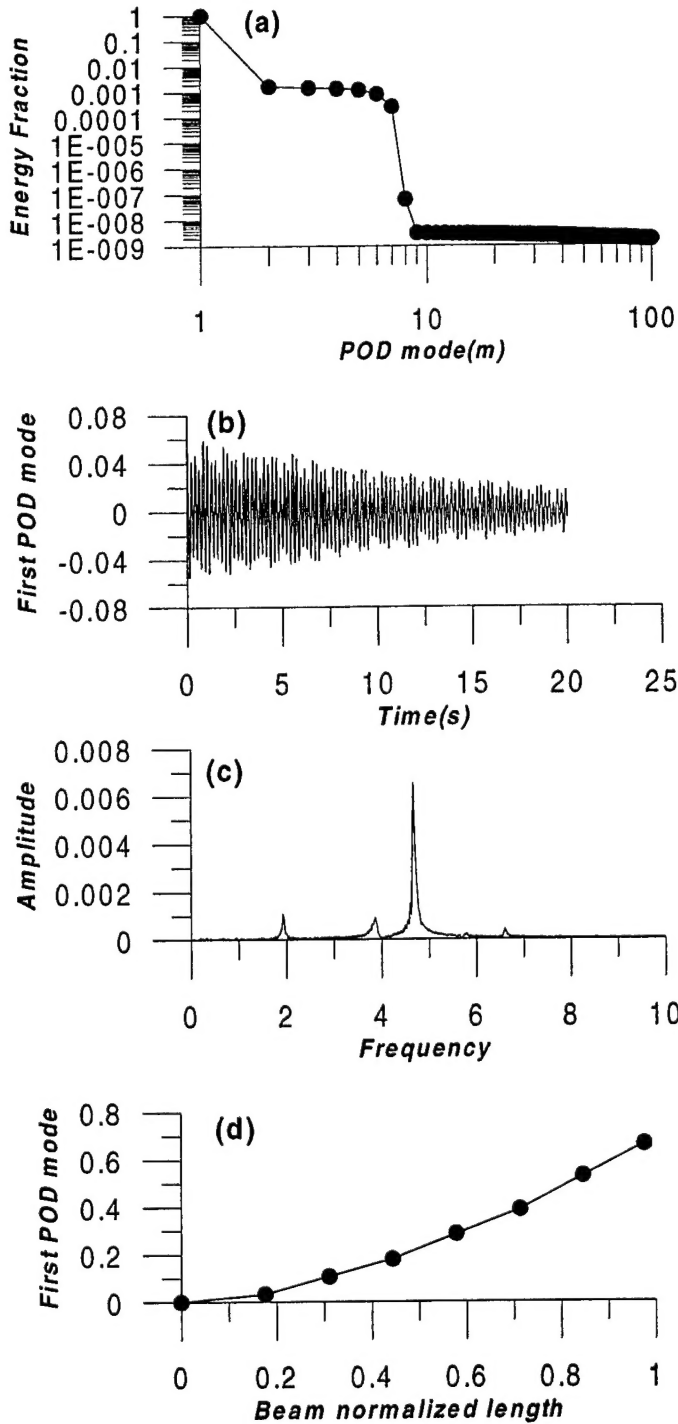 (a)
Energy Fraction
1
0.1
0.01
0.001
0.0001
1E-005
1E-006
1E-007
1E-008
1E-009
1 10 100
POD mode(m)
(b)
First POD mode
0.08
0.04
0
-0.04
-0.08
0 5 10 15 20 25
Time(s)
(c)
Amplitude
0.008
0.006
0.004
0.002
0
0 2 4 6 8 10
Frequency
(d)
First POD mode
0.8
0.6
0.4
0.2
0
0 0.2 0.4 0.6 0.8 1
Beam normalized length